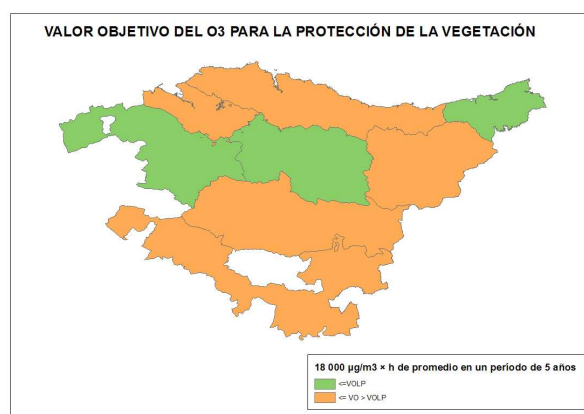 VALOR OBJETIVO DEL O3 PARA LA PROTECCIÓN DE LA VEGETACIÓN
18 000 µg/m3 × h de promedio en un período de 5 años
<=VOLP
<= VO > VOLP